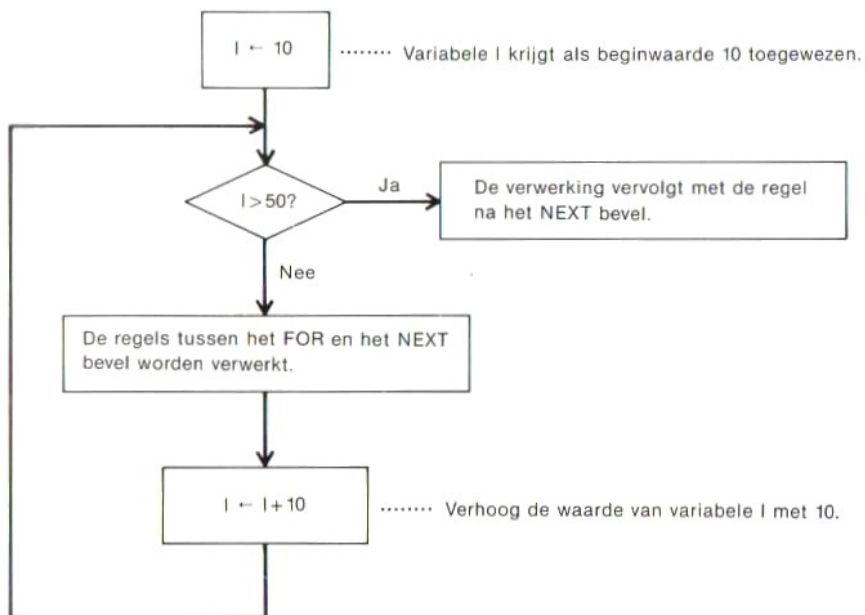 I ← 10
........ Variabele I krijgt als beginwaarde 10 toegewezen.
I > 50?
Ja
De verwerking vervolgt met de regel
na het NEXT bevel.
Nee
De regels tussen het FOR en het NEXT
bevel worden verwerkt.
I ← I + 10
........ Verhoog de waarde van variabele I met 10.